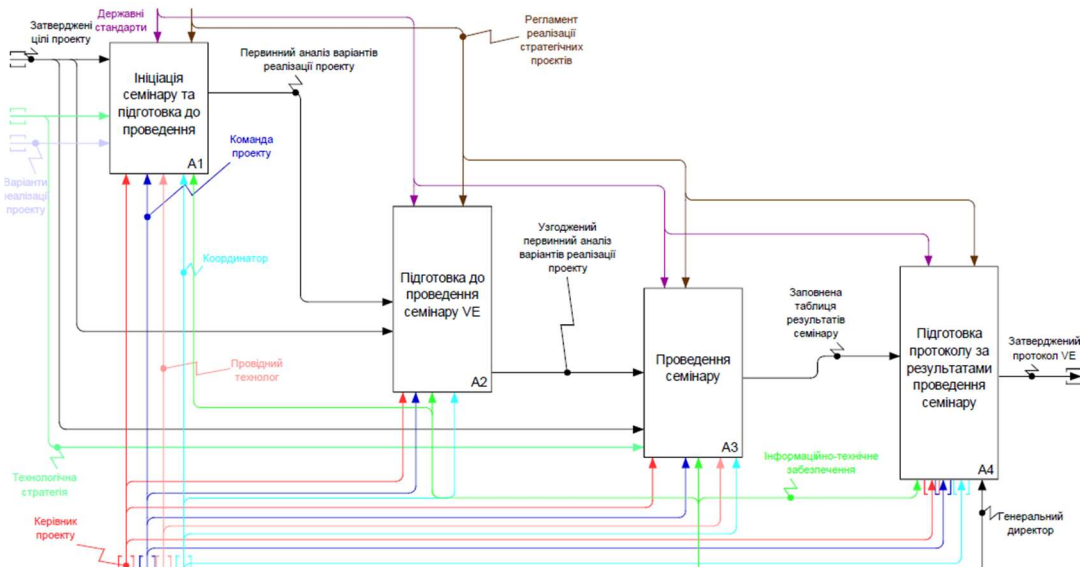 Державні
стандарти
Регламент
реалізації
стратегічних
проєктів
Затверджені
цілі проекту
Первинний аналіз варіантів
реалізації проекту
Ініціація
семінару та
підготовка до
проведення
A1
Команда
проекту
Варіанти
реалізації
проекту
Координатор
Узгоджений
первинний аналіз
варіантів реалізації
проекту
Підготовка до
проведення
семінару VE
A2
Заповнена
таблиця
результатів
семінару
Проведення
семінару
A3
Підготовка
протоколу за
результатами
проведення
семінару
A4
Затверджений
протокол VE
Провідний
технолог
Технологічна
стратегія
Інформаційно-технічне
забезпечення
Керівник
проекту
Генеральний
директор